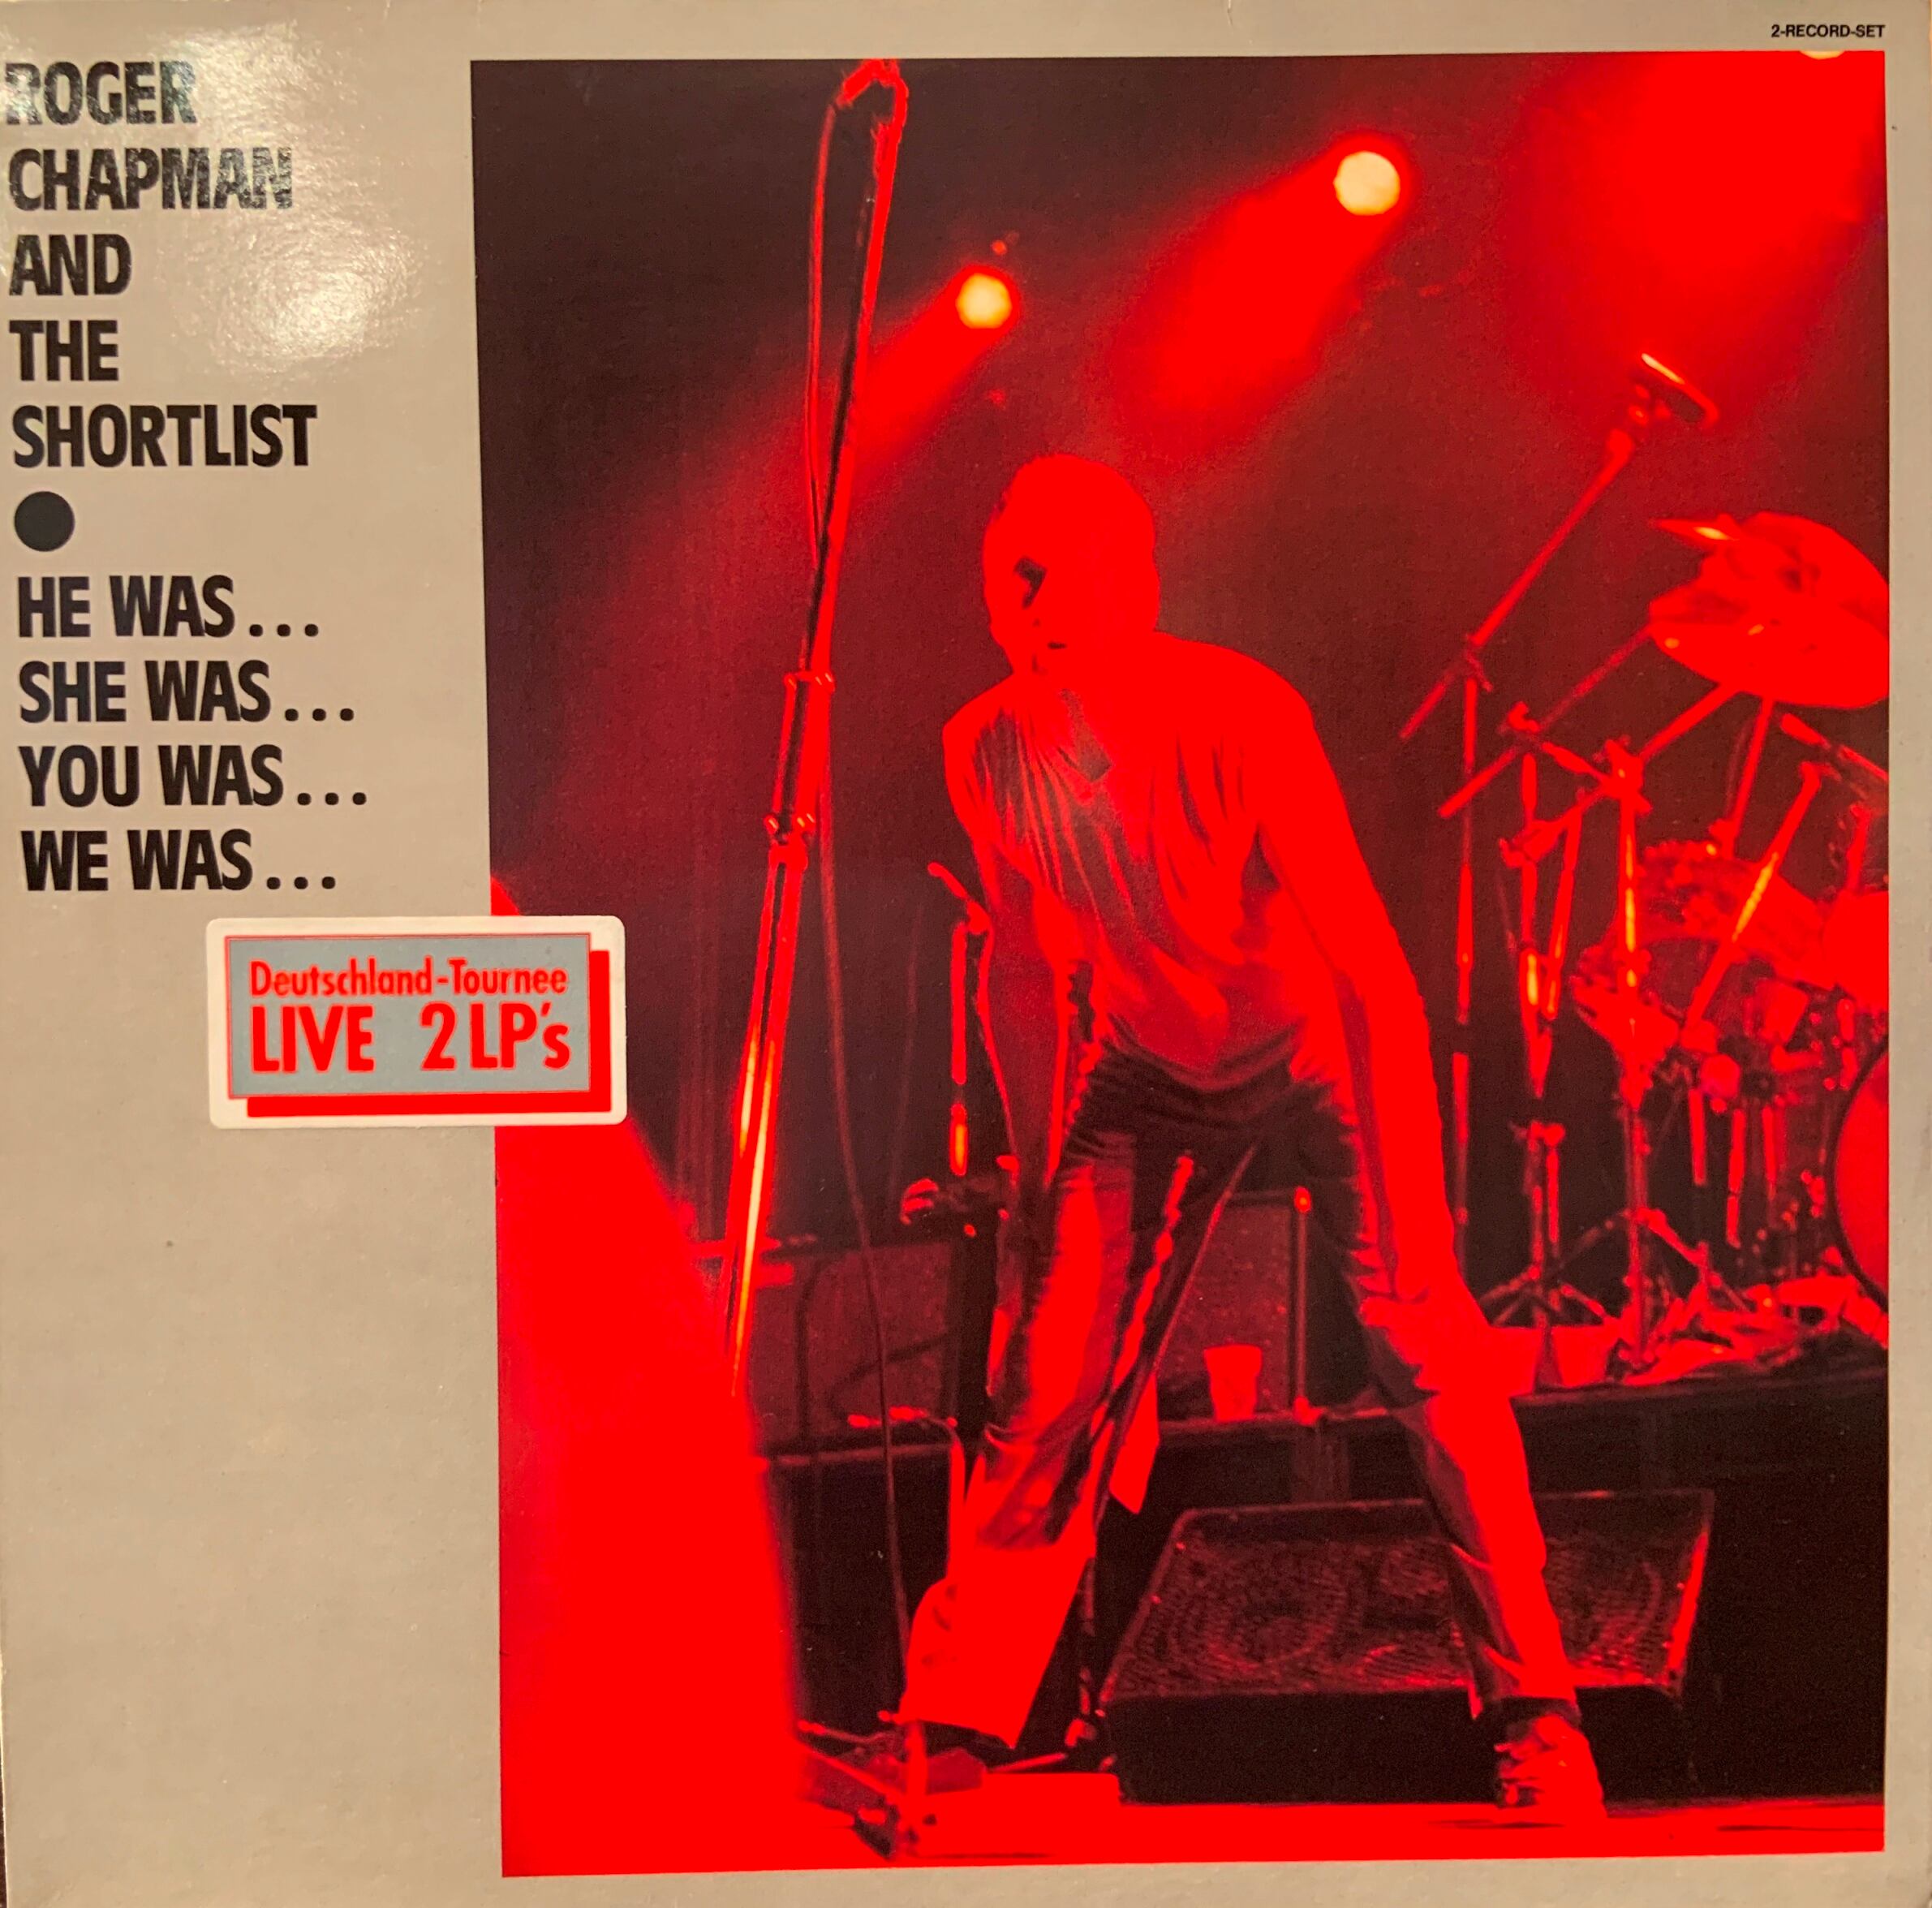 2-RECORD-SET
ROGER
CHAPMAN
AND
THE
SHORTLIST
HE WAS...
SHE WAS...
YOU WAS...
WE WAS...
Deutschland-Tournee
LIVE 2 LP's